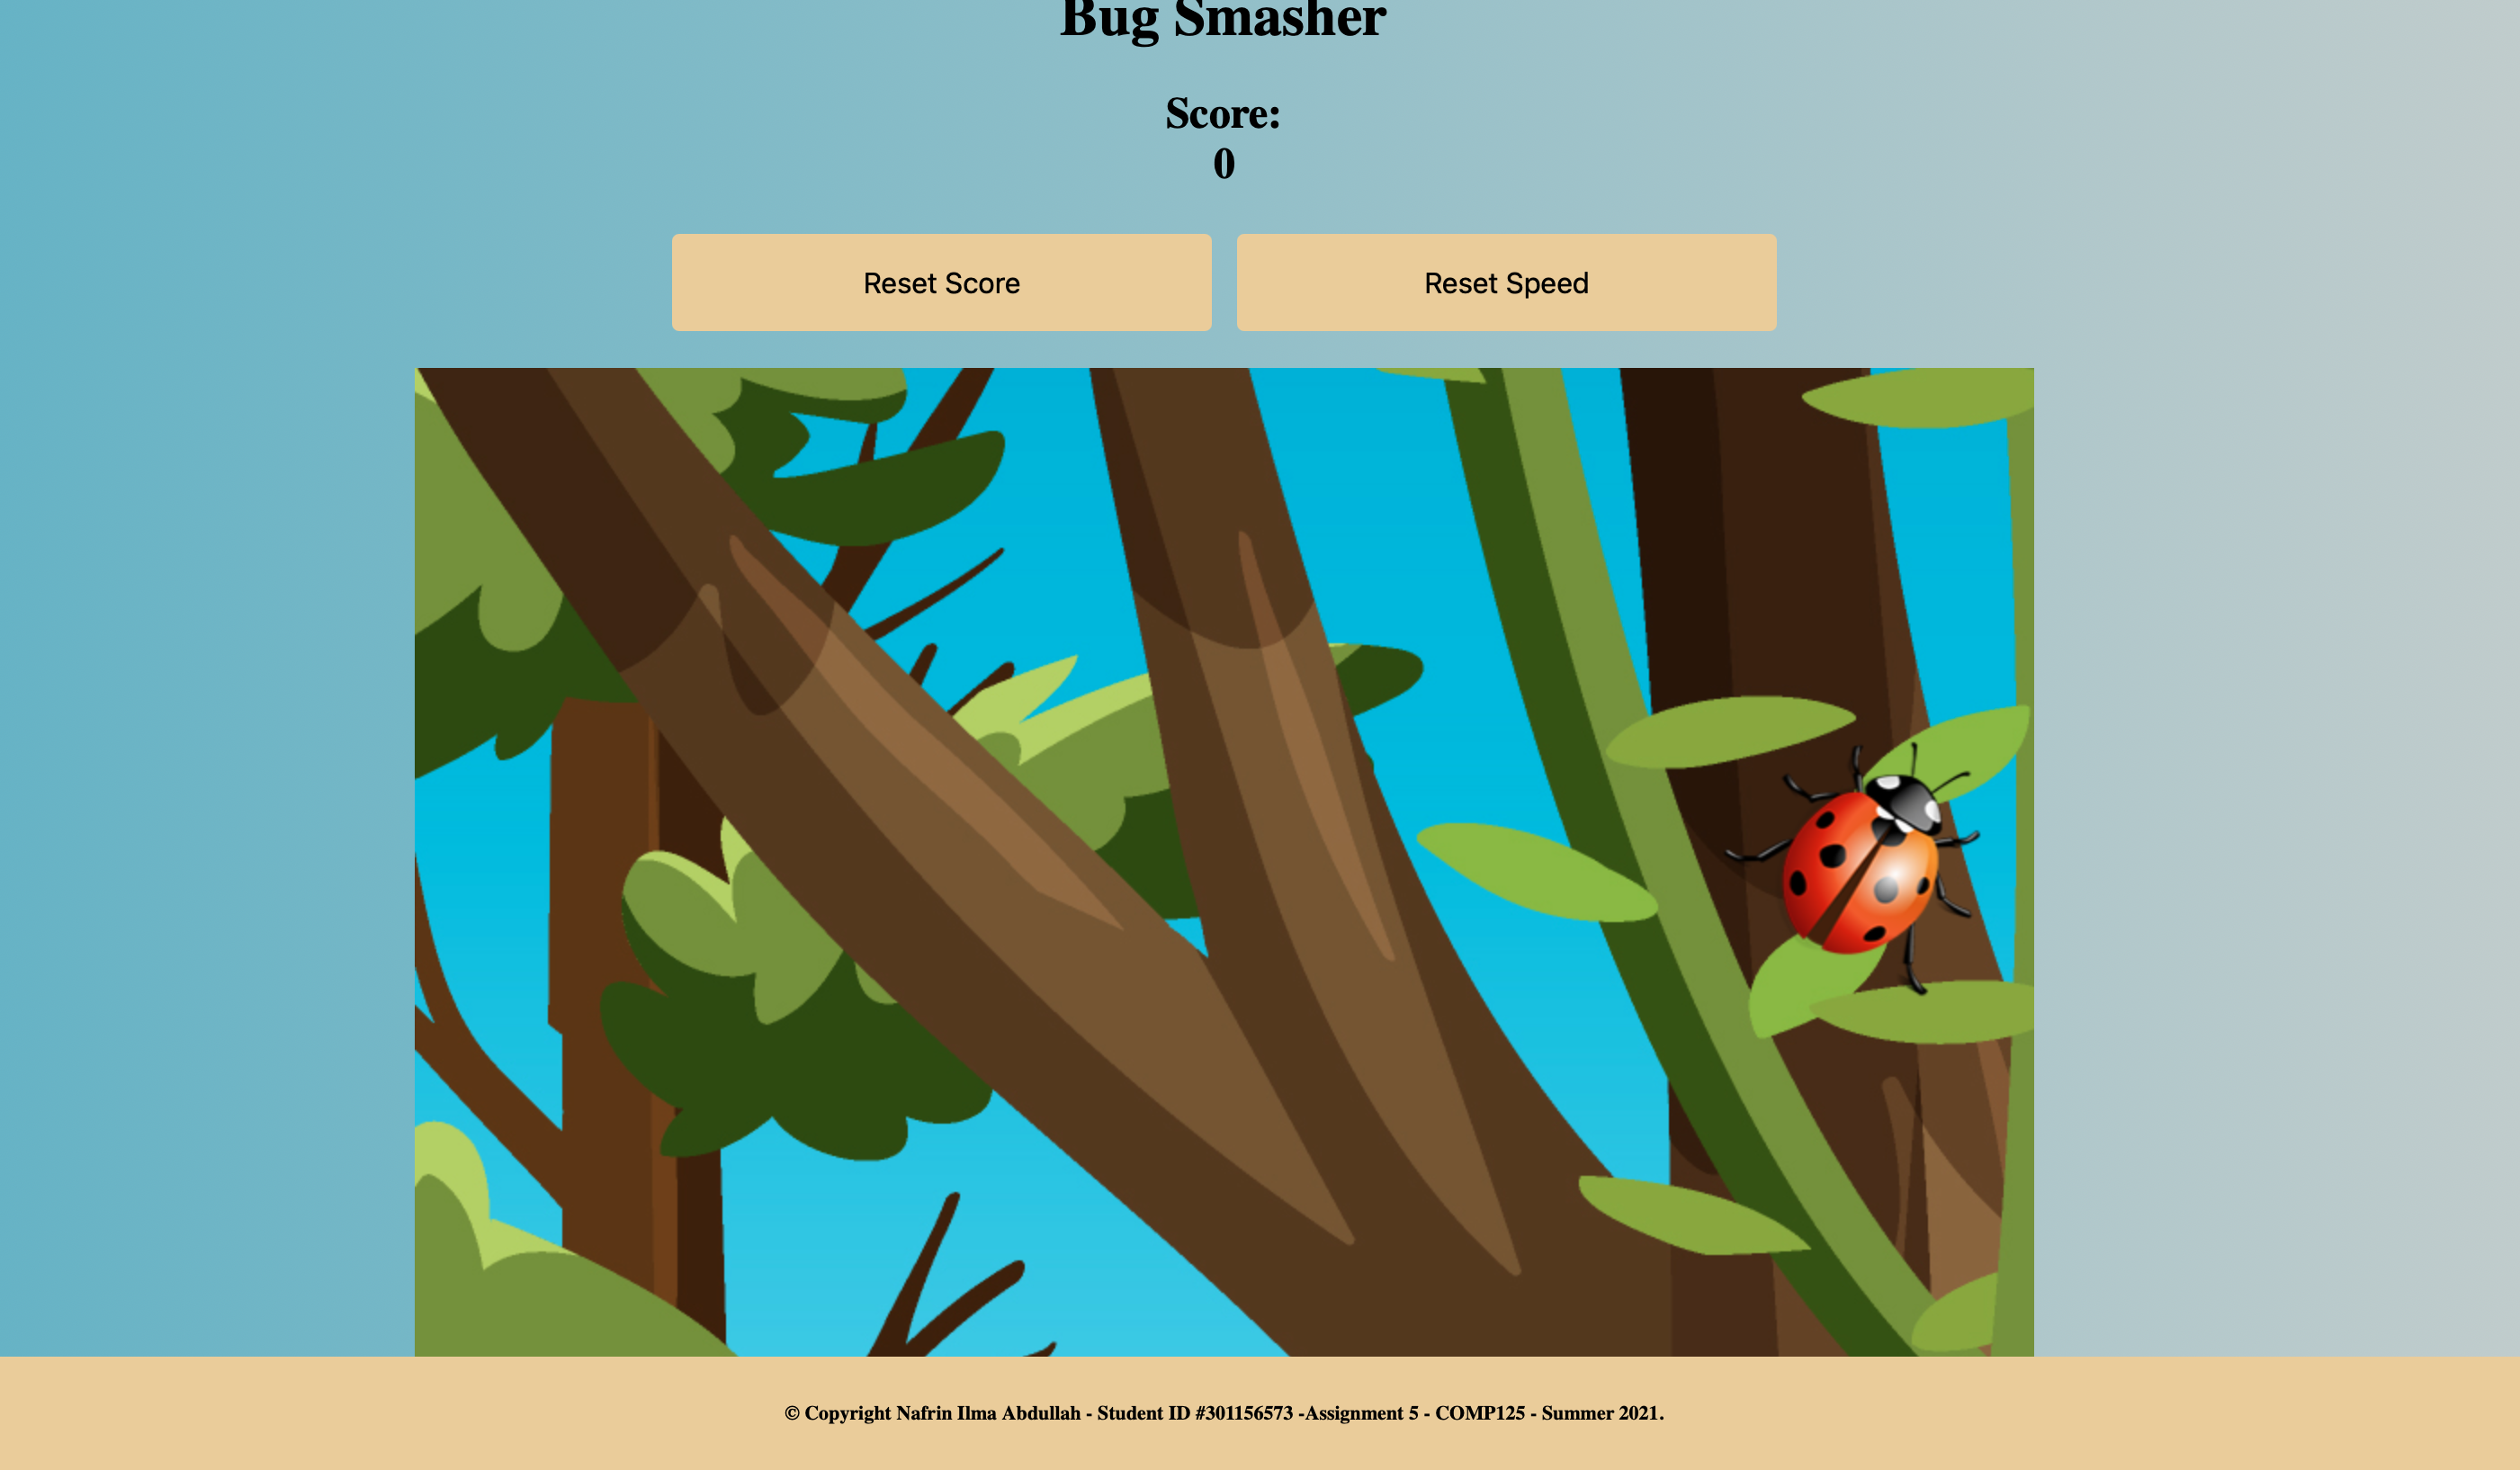 Bug Smasher
Score:
0
Reset Score
Reset Speed
© Copyright Nafrin Ilma Abdullah - Student ID #301156573 -Assignment 5 - COMP125 - Summer 2021.